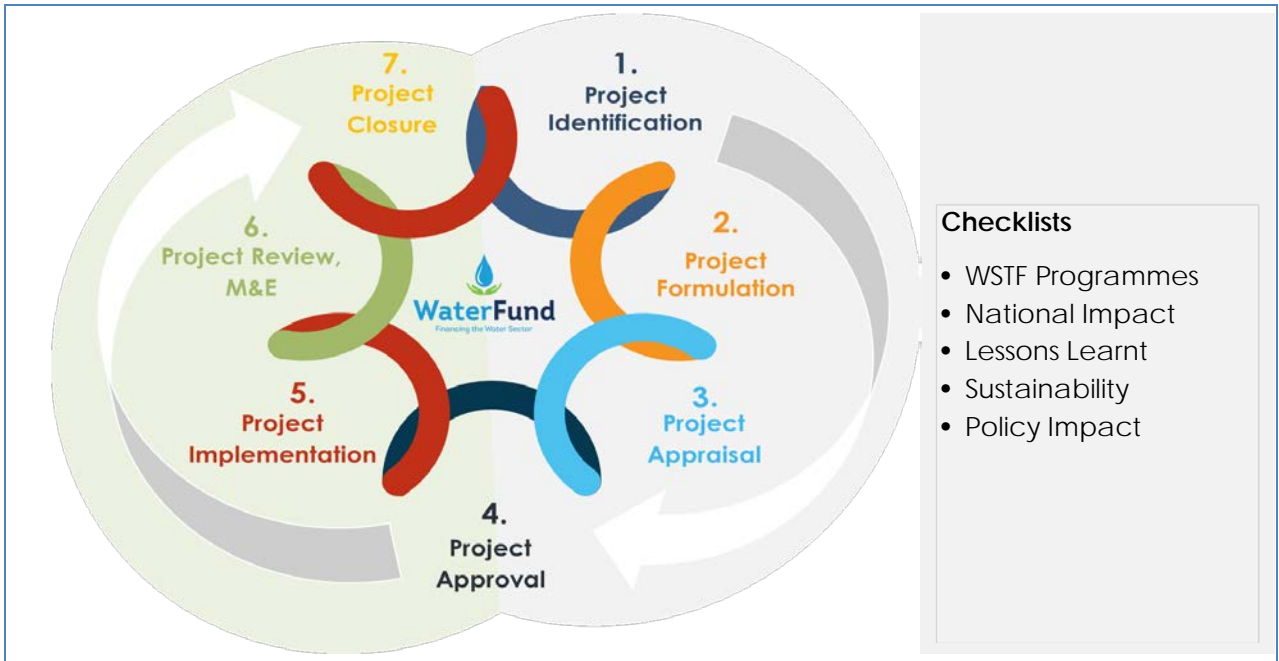 7.
Project
Closure
1.
Project
Identification
2.
Project
Formulation
3.
Project
Appraisal
4.
Project
Approval
5.
Project
Implementation
6.
Project Review,
M&E
WaterFund
Financing the Water Sector
Checklists
• WSTF Programmes
• National Impact
• Lessons Learnt
• Sustainability
• Policy Impact